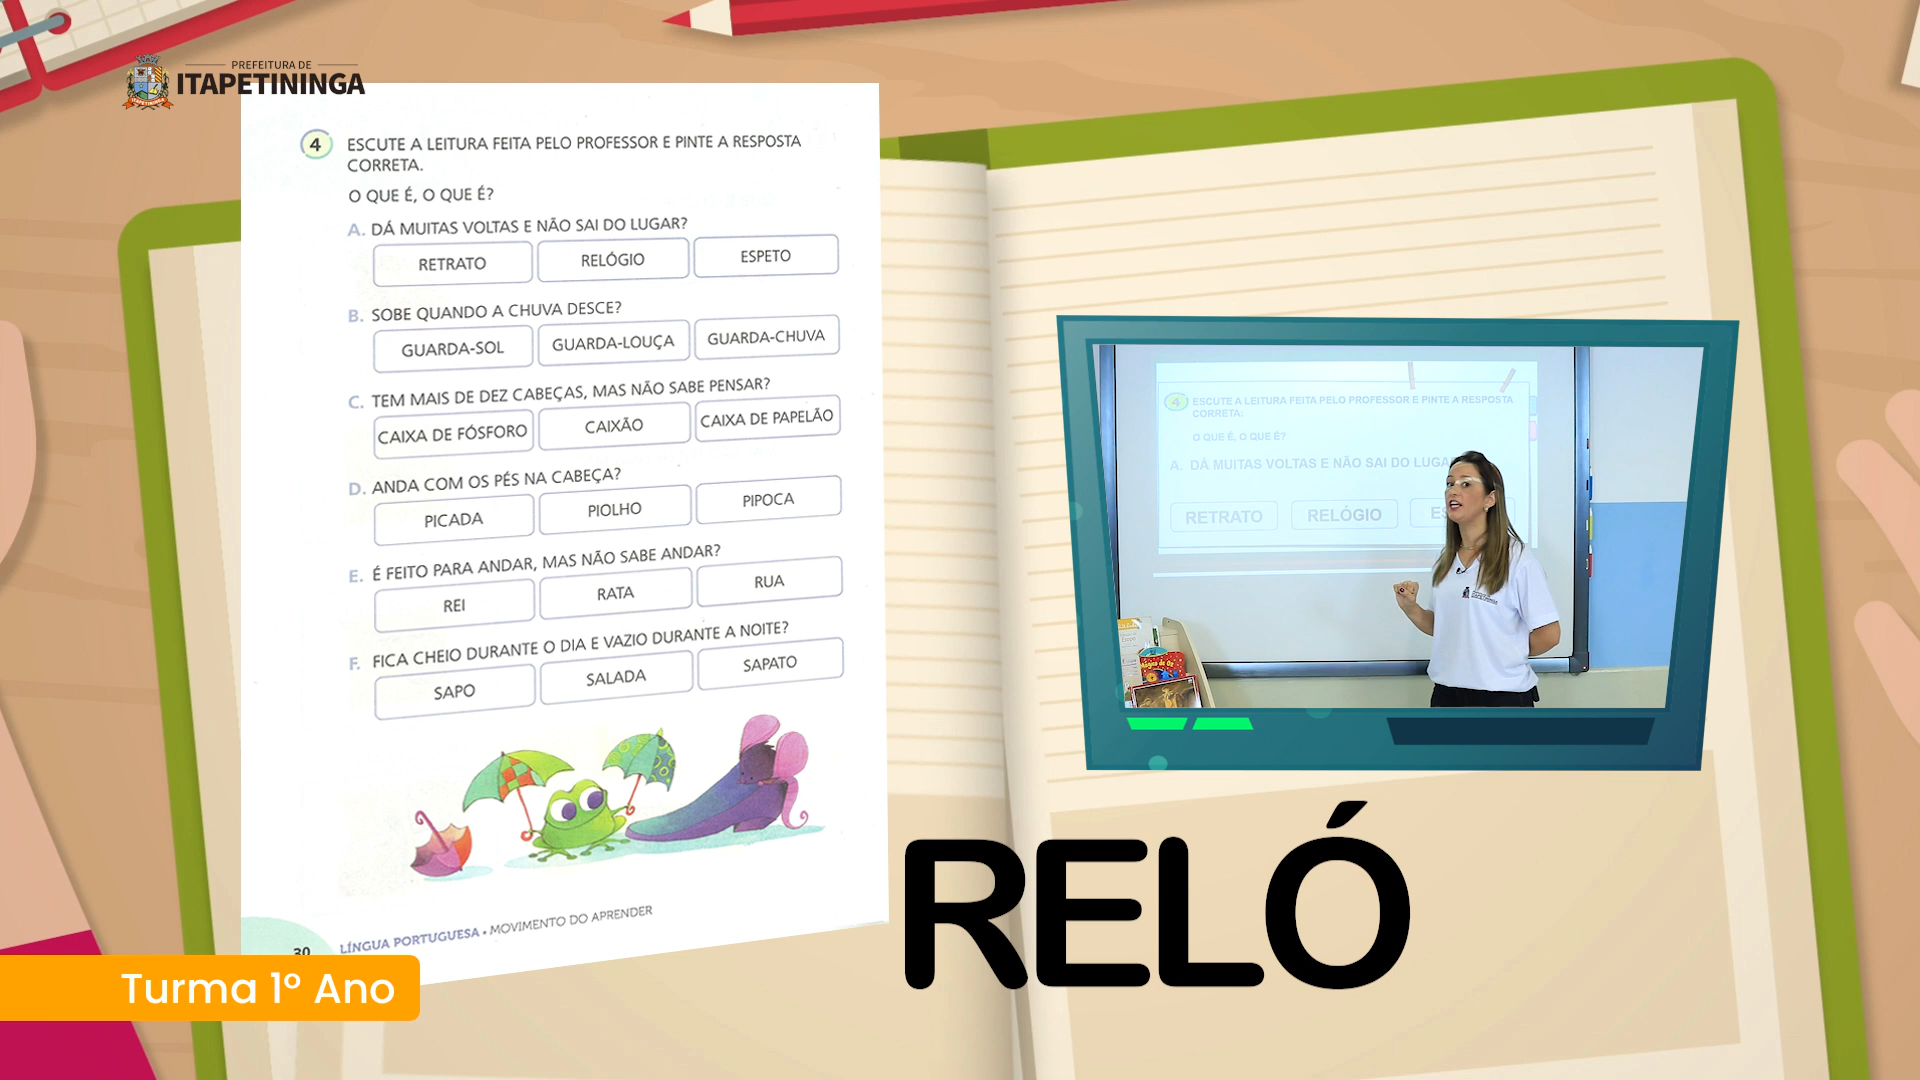 PREFEITURA DE
ITAPETININGA
4 ESCUTE A LEITURA FEITA PELO PROFESSOR E PINTE A RESPOSTA
CORRETA.
O QUE É, O QUE É?
A. DÁ MUITAS VOLTAS E NÃO SAI DO LUGAR?
RETRATO RELÓGIO ESPETO
B. SOBE QUANDO A CHUVA DESCE?
GUARDA-SOL GUARDA-LOUÇA GUARDA-CHUVA
C. TEM MAIS DE DEZ CABEÇAS, MAS NÃO SABE PENSAR?
CAIXA DE FÓSFORO CAIXÃO CAIXA DE PAPELÃO
D. ANDA COM OS PÉS NA CABEÇA?
PICADA PIOLHO PIPOCA
E. É FEITO PARA ANDAR, MAS NÃO SABE ANDAR?
REI RATA RUA
F. FICA CHEIO DURANTE O DIA E VAZIO DURANTE A NOITE?
SAPO SALADA SAPATO
30 LÍNGUA PORTUGUESA • MOVIMENTO DO APRENDER
4 ESCUTE A LEITURA FEITA PELO PROFESSOR E PINTE A RESPOSTA
CORRETA:
O QUE É, O QUE É?
A. DÁ MUITAS VOLTAS E NÃO SAI DO LUGA
RETRATO RELÓGIO ES
Mágico de Oz
RELÓ
Turma 1º Ano